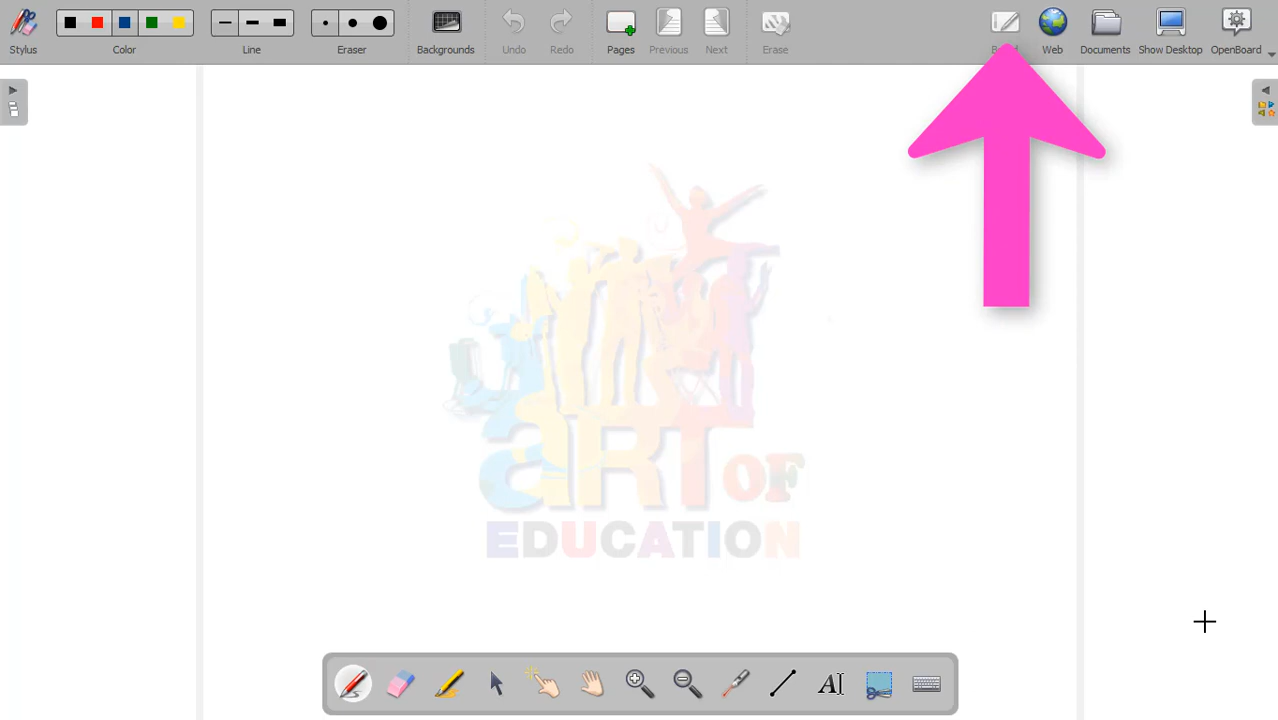 Stylus
Color
Line
Eraser
Backgrounds
Undo
Redo
Pages
Previous
Next
Erase
Web
Documents
Show Desktop
OpenBoard
ART OF
EDUCATION